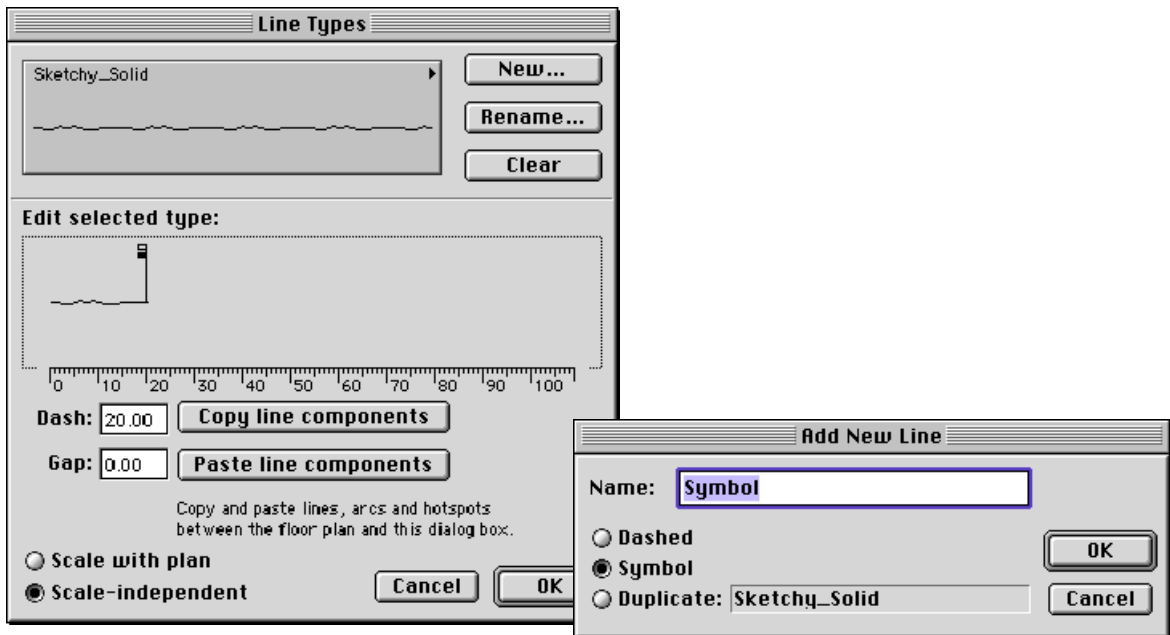 Line Types
Sketchy_Solid
New...
Rename...
Clear
Edit selected type:
0 10 20 30 40 50 60 70 80 90 100
Dash: 20.00 Copy line components
Gap: 0.00 Paste line components
Copy and paste lines, arcs and hotspots
between the floor plan and this dialog box.
Scale with plan
Scale-independent
Cancel OK
Add New Line
Name: Symbol
Dashed
Symbol
Duplicate: Sketchy_Solid
OK
Cancel